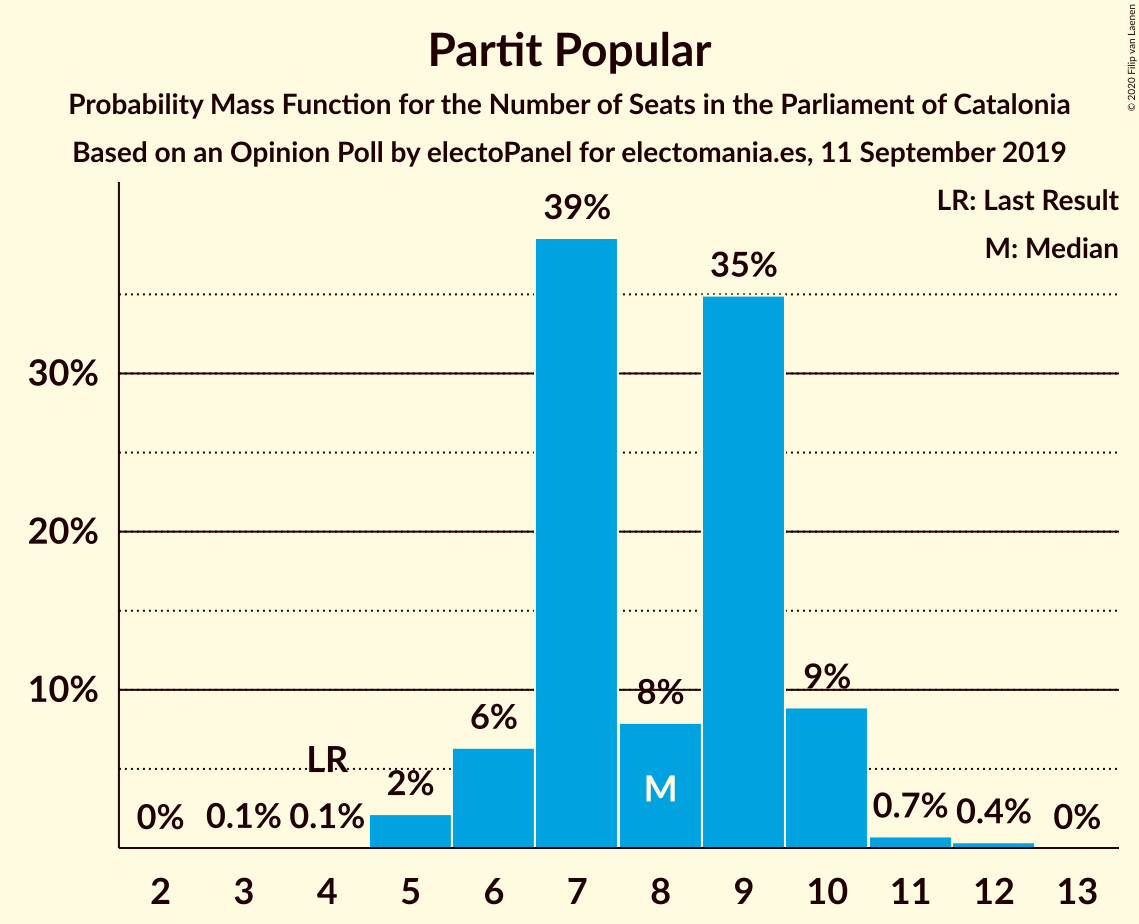 Partit Popular
Probability Mass Function for the Number of Seats in the Parliament of Catalonia
Based on an Opinion Poll by electoPanel for electomania.es, 11 September 2019
© 2020 Filip van Laenen
LR: Last Result
M: Median
39%
35%
30%
20%
10%
0%
0.1%
LR
0.1%
2%
6%
8%
M
9%
0.7%
0.4%
0%
2 3 4 5 6 7 8 9 10 11 12 13